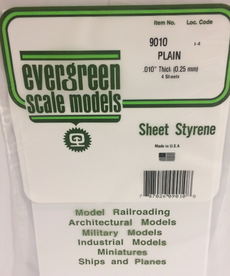 Item No. Loc. Code
9010
PLAIN
.010" Thick (0.25 mm)
4 Sheets
evergreen
scale models
Sheet Styrene
Made in U.S.A.
Model Railroading
Architectural Models
Military Models
Industrial Models
Miniatures
Ships and Planes